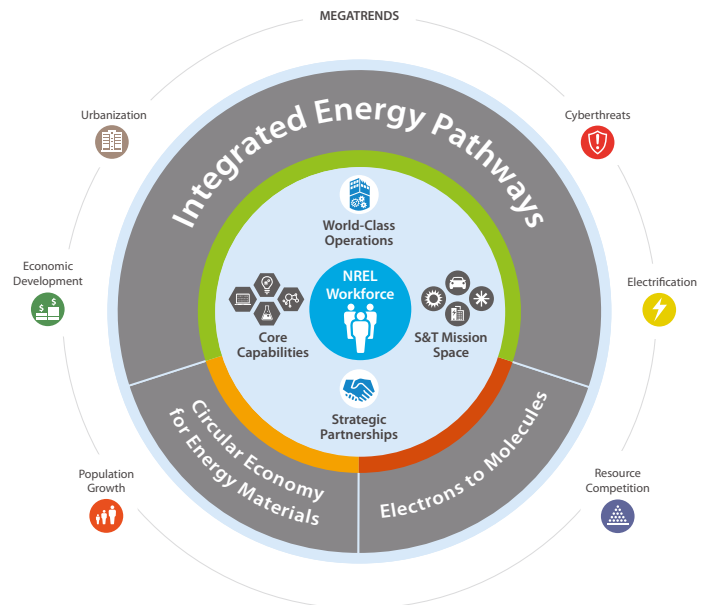 MEGATRENDS
Urbanization
Cyberthreats
Integrated Energy Pathways
World-Class
Operations
Economic
Development
NREL
Workforce
Electrification
Core
Capabilities
S&T Mission
Space
Strategic
Partnerships
Circular Economy
for Energy Materials
Electrons to Molecules
Population
Growth
Resource
Competition
$
$